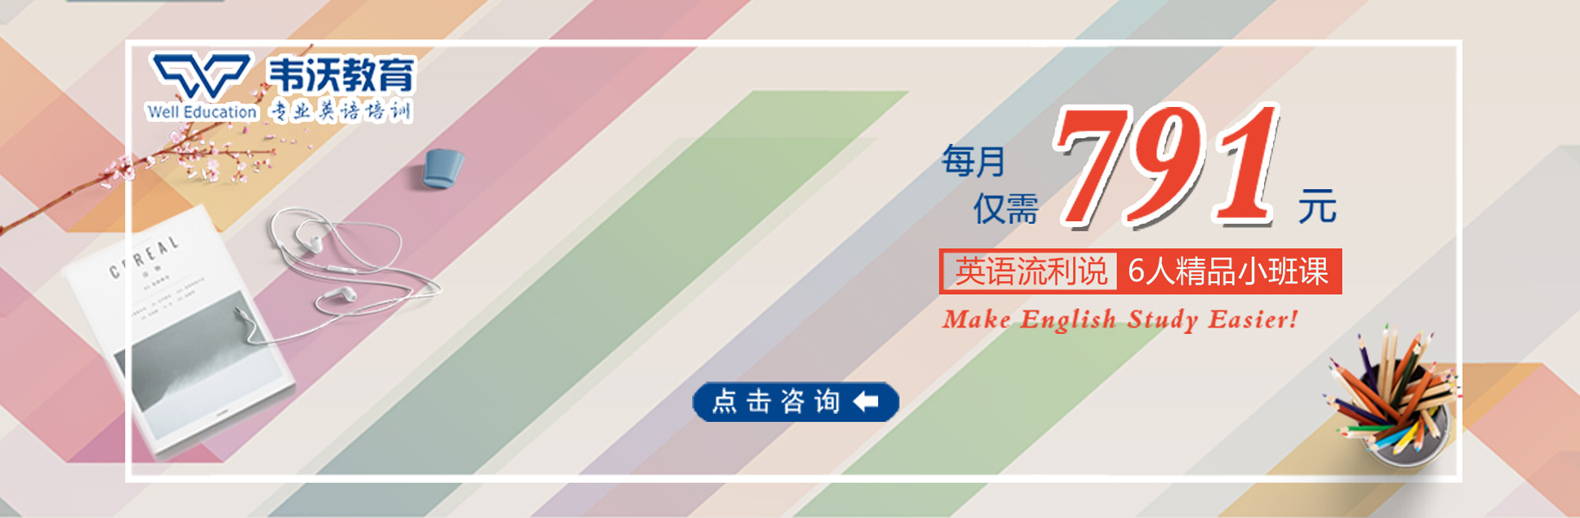 韦沃教育
Well Education 专业英语培训
CEREAL
每月
仅需 791 元
英语流利说 6人精品小班课
Make English Study Easier!
点击咨询